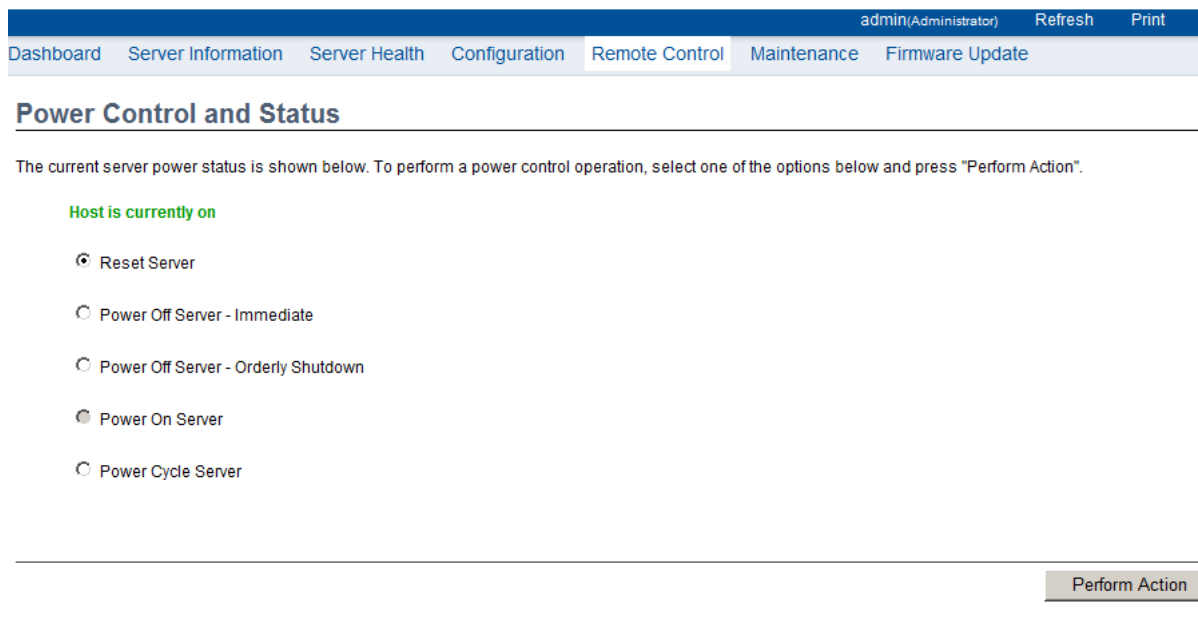 admin(Administrator) Refresh Print
Dashboard Server Information Server Health Configuration Remote Control Maintenance Firmware Update
Power Control and Status
The current server power status is shown below. To perform a power control operation, select one of the options below and press "Perform Action".
Host is currently on
Reset Server
Power Off Server - Immediate
Power Off Server - Orderly Shutdown
Power On Server
Power Cycle Server
Perform Action